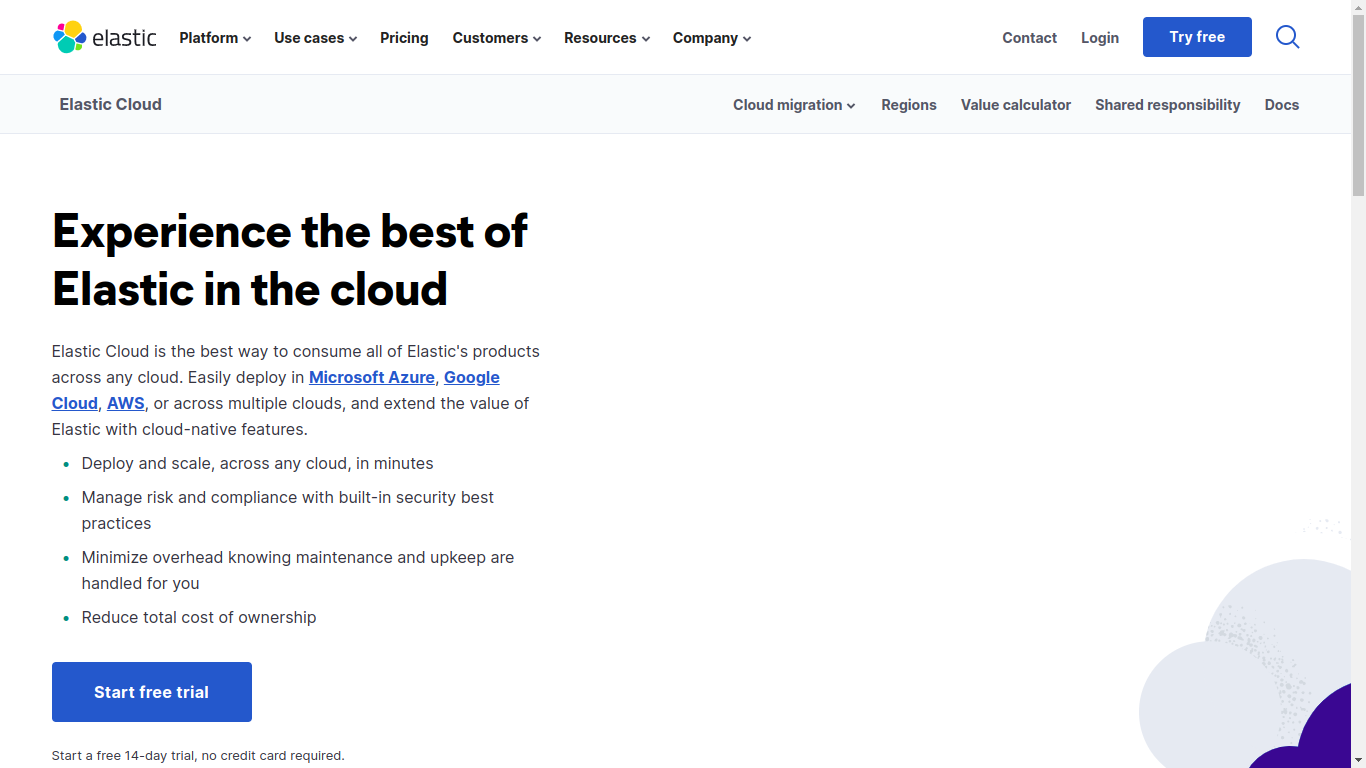 elastic Platform Use cases Pricing Customers Resources Company Contact Login Try free
Elastic Cloud Cloud migration Regions Value calculator Shared responsibility Docs
Experience the best of
Elastic in the cloud
Elastic Cloud is the best way to consume all of Elastic's products
across any cloud. Easily deploy in Microsoft Azure, Google
Cloud, AWS, or across multiple clouds, and extend the value of
Elastic with cloud-native features.
• Deploy and scale, across any cloud, in minutes
• Manage risk and compliance with built-in security best
practices
• Minimize overhead knowing maintenance and upkeep are
handled for you
• Reduce total cost of ownership
Start free trial
Start a free 14-day trial, no credit card required.